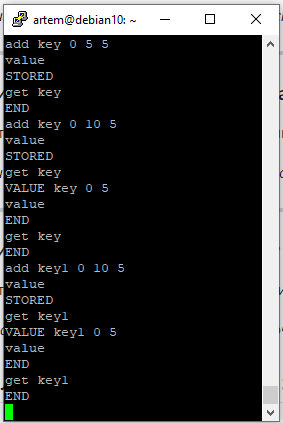 artem@debian10: ~
add key 0 5 5
value
STORED
get key
END
add key 0 10 5
value
STORED
get key
VALUE key 0 5
value
END
get key
END
add key1 0 10 5
value
STORED
get key1
VALUE key1 0 5
value
END
get key1
END